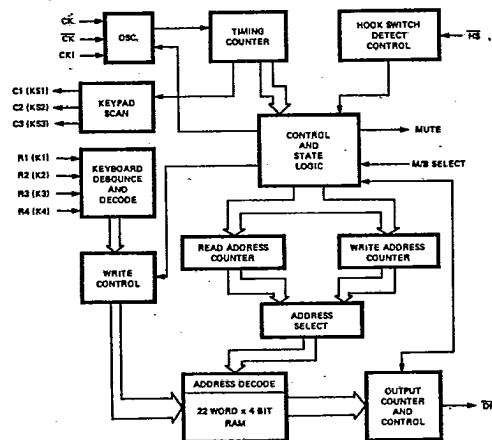 CK
OSC.
CK
CKI
TIMING
COUNTER
HOOK SWITCH
DETECT
CONTROL
HS
C1 (KS1)
C2 (KS2)
C3 (KS3)
KEYPAD
SCAN
CONTROL
AND
STATE
LOGIC
MUTE
M/B SELECT
R1 (K1)
R2 (K2)
R3 (K3)
R4 (K4)
KEYBOARD
DEBOUNCE
AND
DECODE
READ ADDRESS
COUNTER
WRITE ADDRESS
COUNTER
WRITE
CONTROL
ADDRESS
SELECT
ADDRESS DECODE
22 WORD x 4 BIT
RAM
OUTPUT
COUNTER
AND
CONTROL